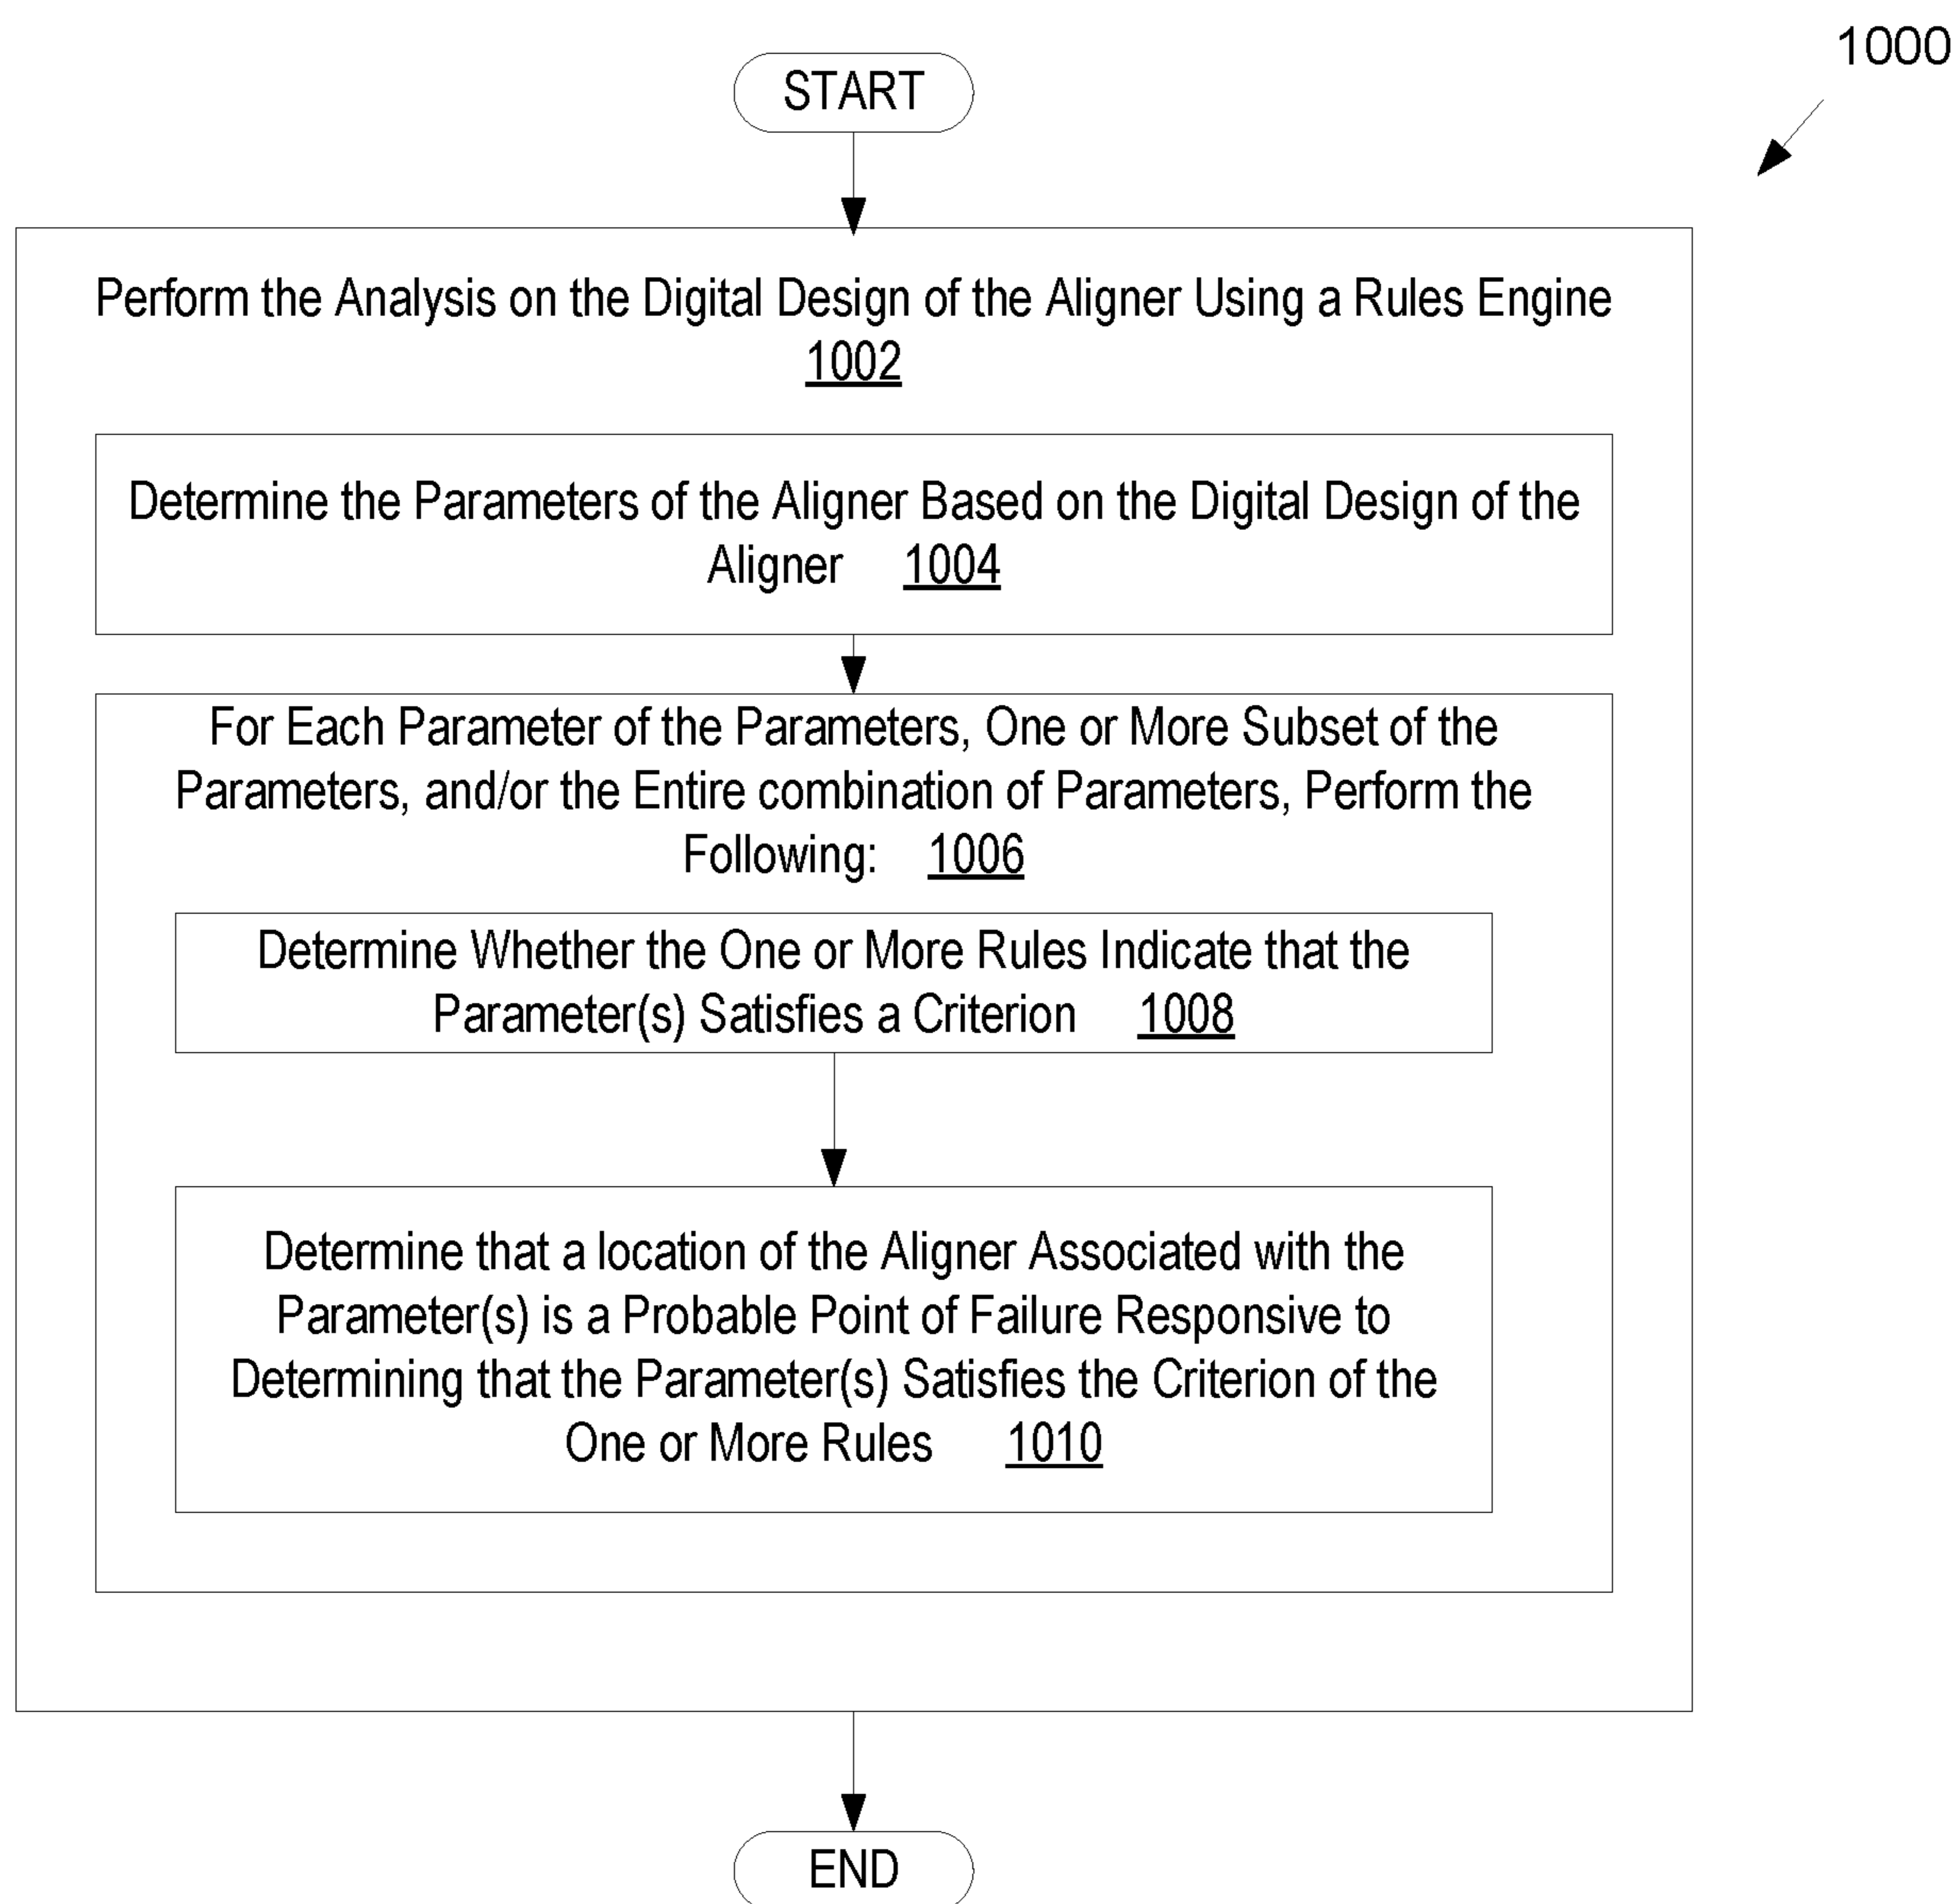 1000
START
Perform the Analysis on the Digital Design of the Aligner Using a Rules Engine
1002
Determine the Parameters of the Aligner Based on the Digital Design of the
Aligner 1004
For Each Parameter of the Parameters, One or More Subset of the
Parameters, and/or the Entire combination of Parameters, Perform the
Following: 1006
Determine Whether the One or More Rules Indicate that the
Parameter(s) Satisfies a Criterion 1008
Determine that a location of the Aligner Associated with the
Parameter(s) is a Probable Point of Failure Responsive to
Determining that the Parameter(s) Satisfies the Criterion of the
One or More Rules 1010
END